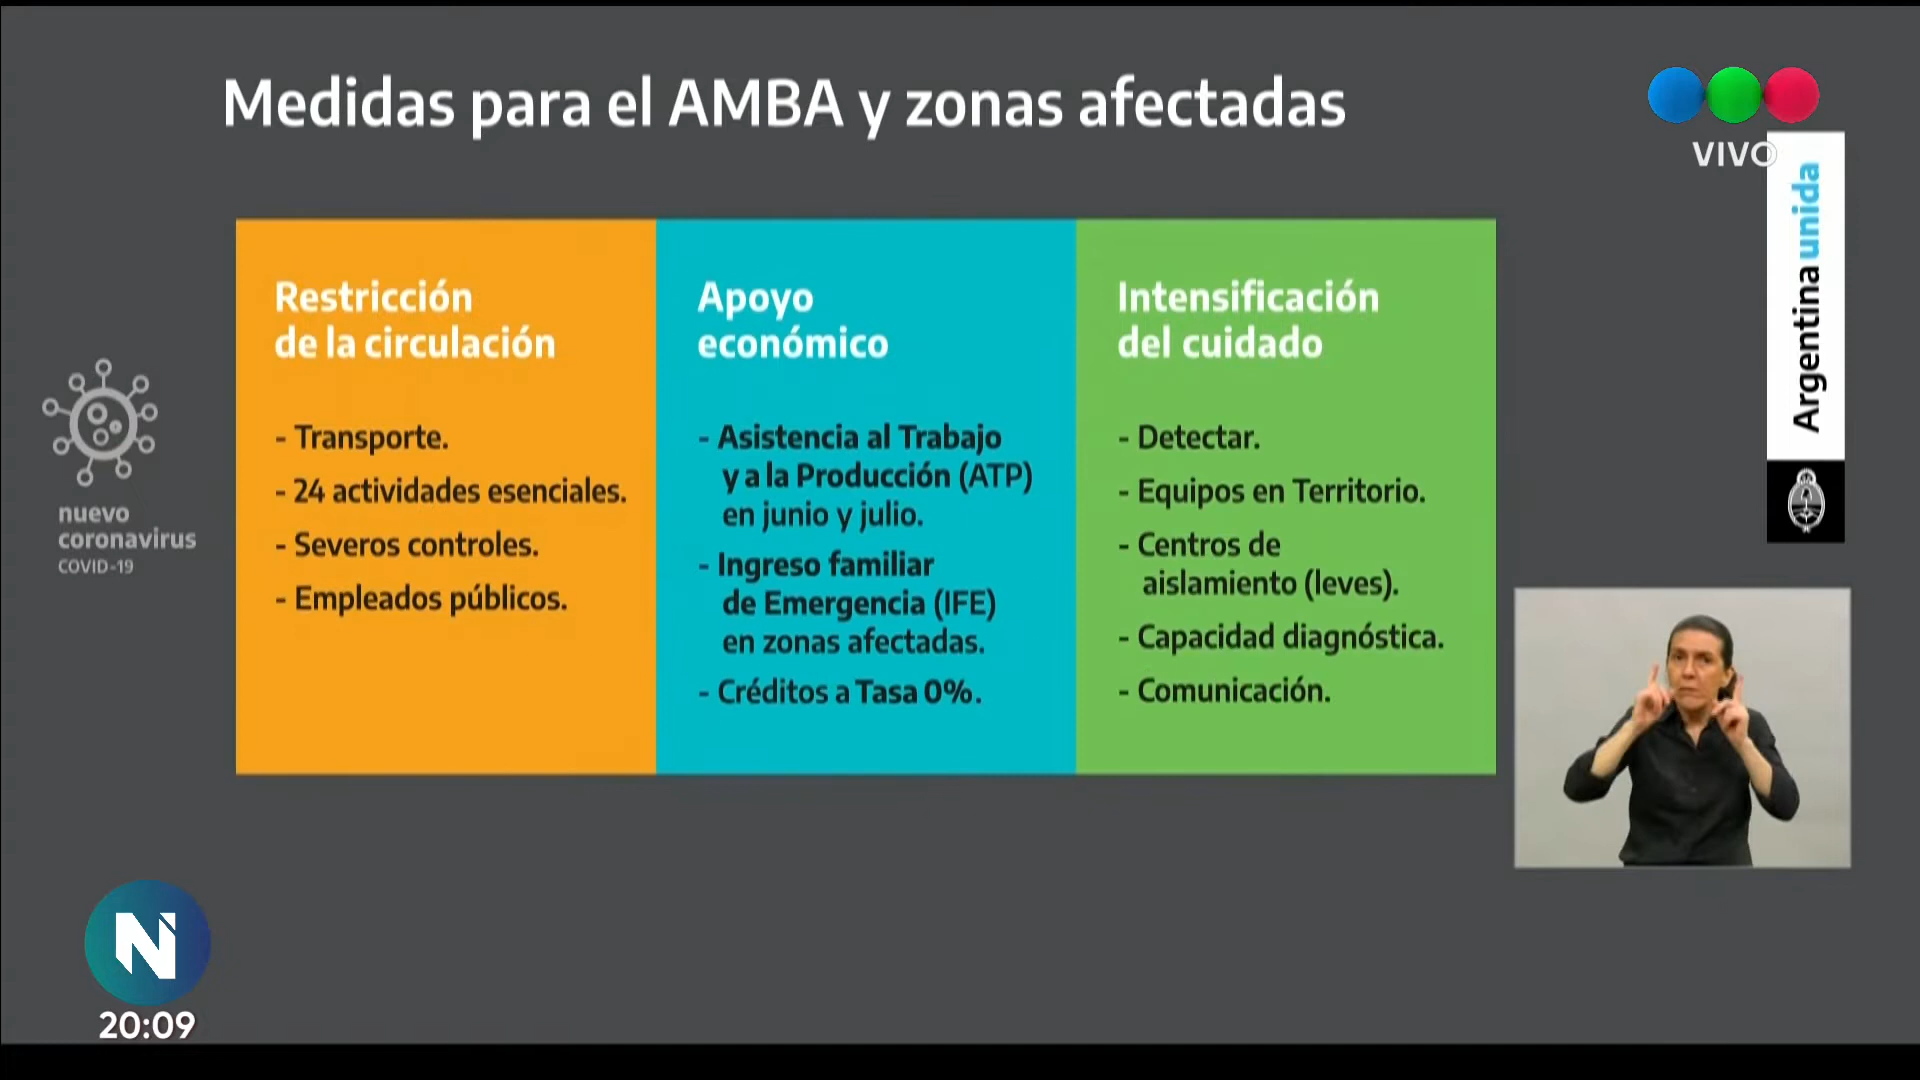 Medidas para el AMBA y zonas afectadas
VIVO
Argentina unida
Restricción
de la circulación
- Transporte.
- 24 actividades esenciales.
- Severos controles.
- Empleados públicos.
Apoyo
económico
- Asistencia al Trabajo
y a la Producción (ATP)
en junio y julio.
- Ingreso familiar
de Emergencia (IFE)
en zonas afectadas.
- Créditos a Tasa 0%.
Intensificación
del cuidado
- Detectar.
- Equipos en Territorio.
- Centros de
aislamiento (leves).
- Capacidad diagnóstica.
- Comunicación.
nuevo
coronavirus
COVID-19
N
20:09